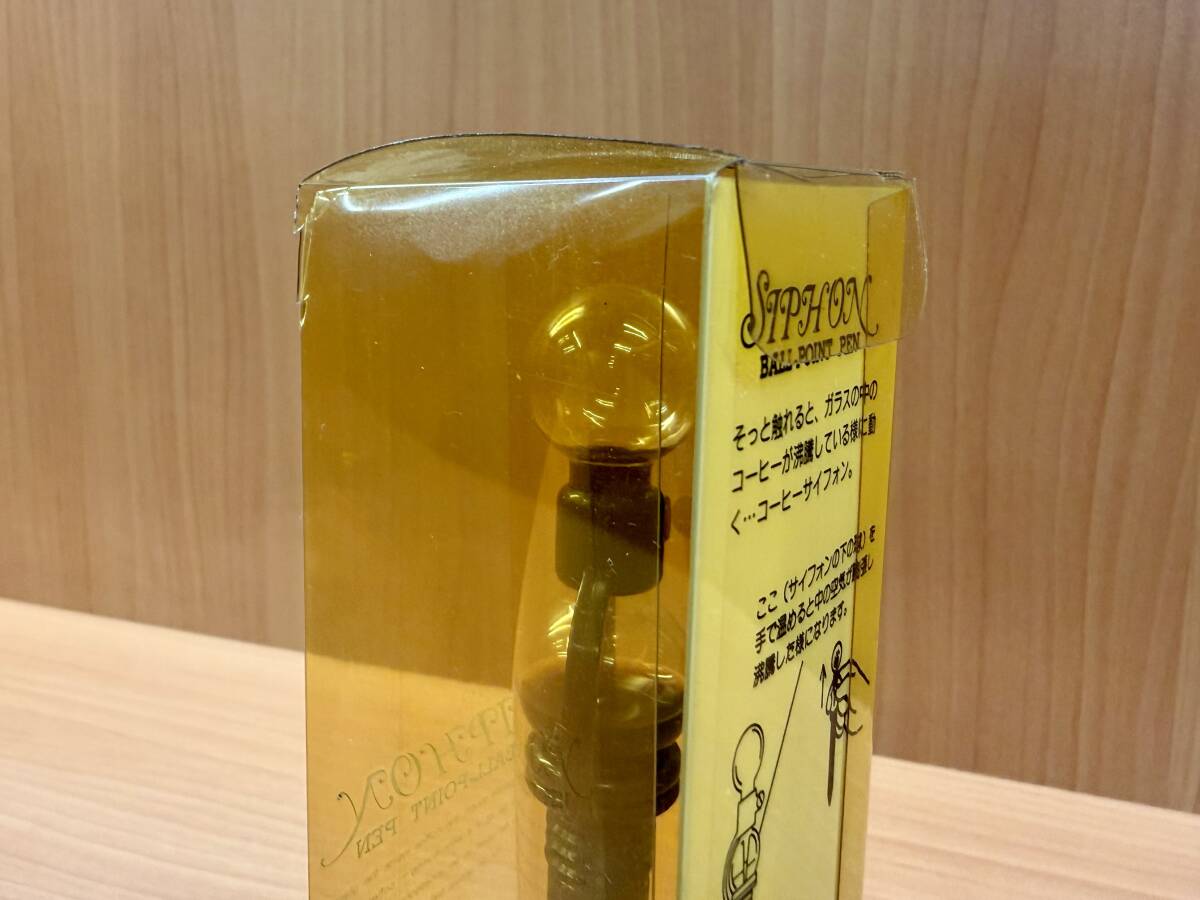 SIPHON
BALL-POINT PEN
そっと触れると、ガラスの中の
コーヒーが沸騰している様に動
く…コーヒーサイフォン。
ここ（サイフォンの下の球）を
手で温めると中の空気が膨張し
沸騰した様になります。
SIPHON
BALL-POINT PEN